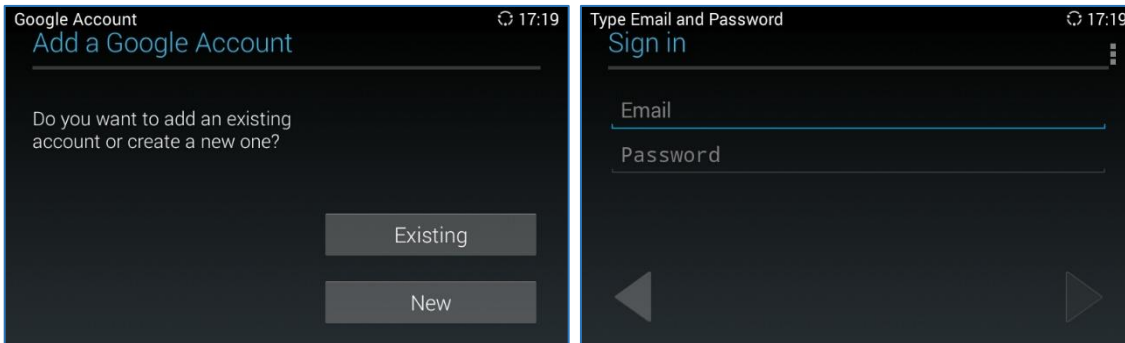 Google Account 17:19
Add a Google Account
Do you want to add an existing
account or create a new one?
Existing
New
Type Email and Password 17:19
Sign in
Email
Password